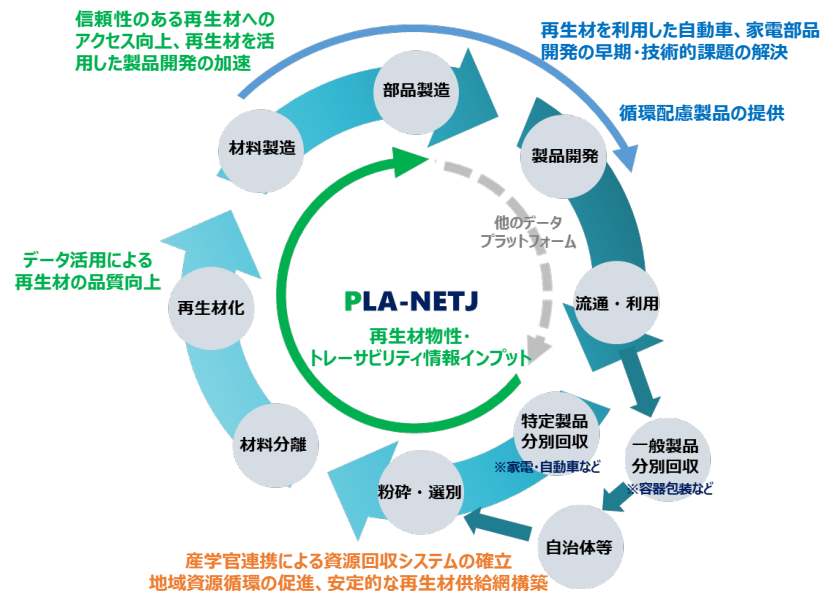 信頼性のある再生材への
アクセス向上、再生材を活
用した製品開発の加速
再生材を利用した自動車、家電部品
開発の早期・技術的課題の解決
循環配慮製品の提供
部品製造
材料製造
製品開発
他のデータ
プラットフォーム
データ活用による
再生材の品質向上
再生材化
PLA-NETJ
流通・利用
再生材物性・
トレーサビリティ情報インプット
特定製品
分別回収
※家電・自動車など
材料分離
一般製品
分別回収
※容器包装など
粉砕・選別
自治体等
産学官連携による資源回収システムの確立
地域資源循環の促進、安定的な再生材供給網構築